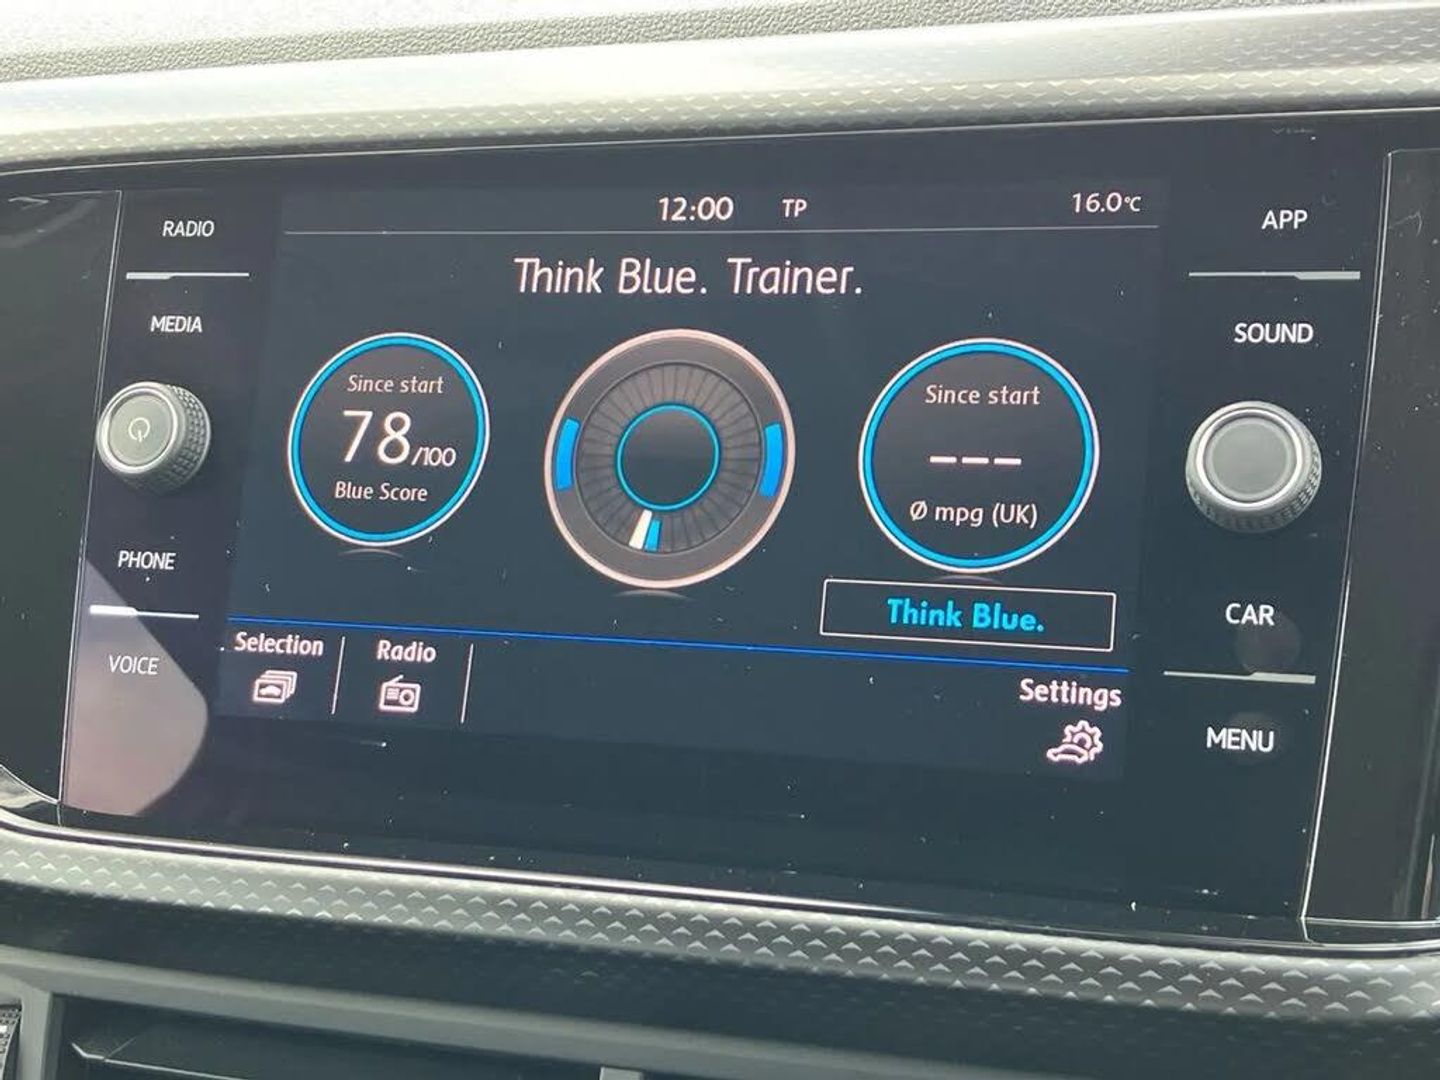 12:00 TP 16.0°C
RADIO
MEDIA
PHONE
VOICE
Think Blue. Trainer.
Since start
78/100
Blue Score
Since start
---
Ø mpg (UK)
Think Blue.
Selection
Radio
Settings
APP
SOUND
CAR
MENU